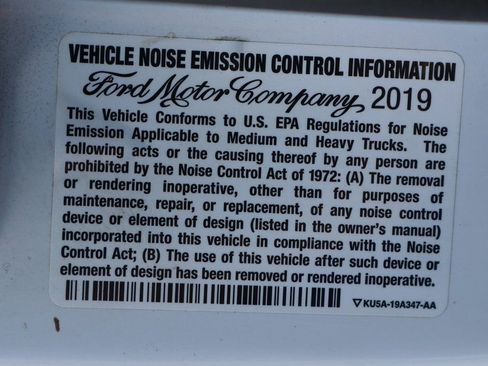 VEHICLE NOISE EMISSION CONTROL INFORMATION
Ford Motor Company 2019
This Vehicle Conforms to U.S. EPA Regulations for Noise
Emission Applicable to Medium and Heavy Trucks. The
following acts or the causing thereof by any person are
prohibited by the Noise Control Act of 1972: (A) The removal
or rendering inoperative, other than for purposes of
maintenance, repair, or replacement, of any noise control
device or element of design (listed in the owner's manual)
incorporated into this vehicle in compliance with the Noise
Control Act; (B) The use of this vehicle after such device or
element of design has been removed or rendered inoperative.
KU5A-19A347-AA